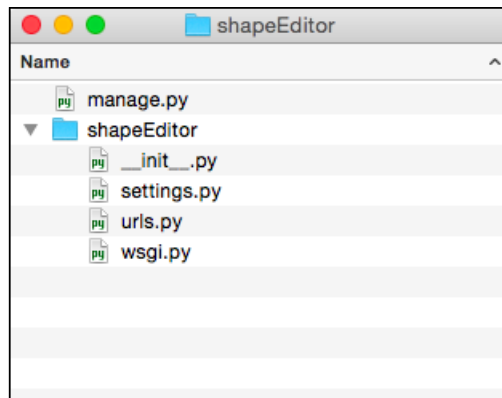 shapeEditor
Name
manage.py
shapeEditor
__init__.py
settings.py
urls.py
wsgi.py